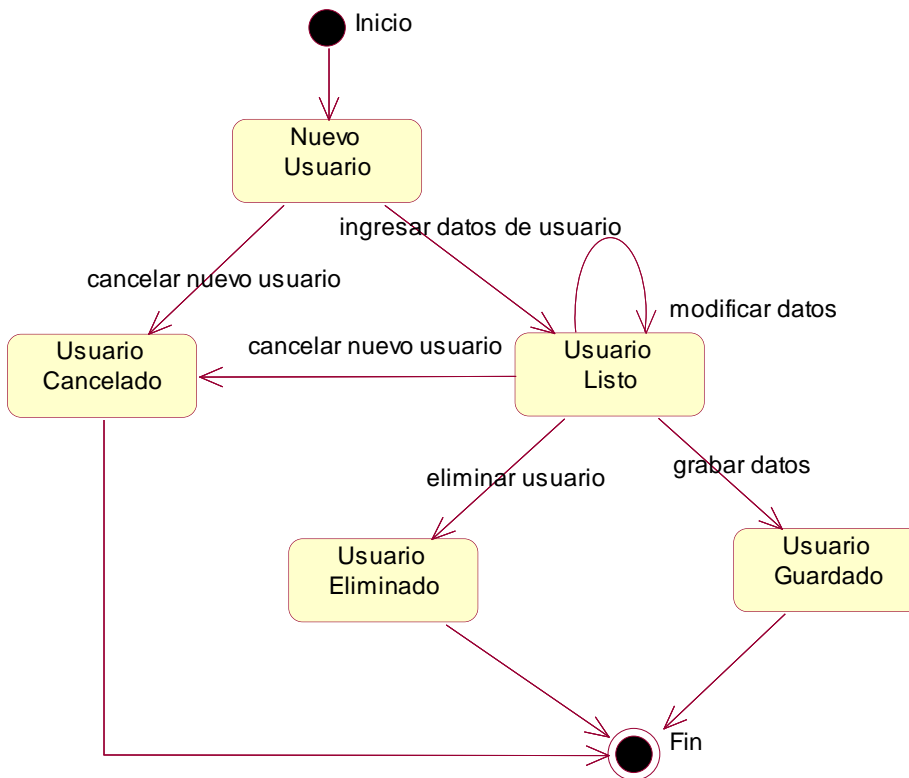 Inicio
Nuevo
Usuario
ingresar datos de usuario
cancelar nuevo usuario
modificar datos
Usuario
Cancelado
cancelar nuevo usuario
Usuario
Listo
eliminar usuario
grabar datos
Usuario
Eliminado
Usuario
Guardado
Fin